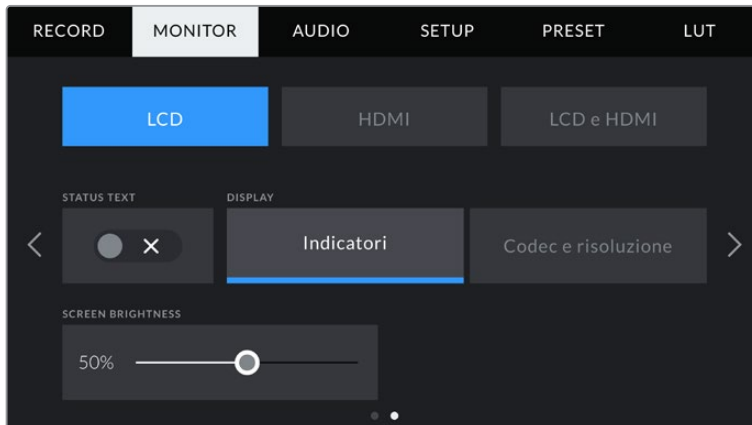 RECORD MONITOR AUDIO SETUP PRESET LUT
LCD HDMI LCD e HDMI
STATUS TEXT DISPLAY
Indicatori Codec e risoluzione
SCREEN BRIGHTNESS
50%